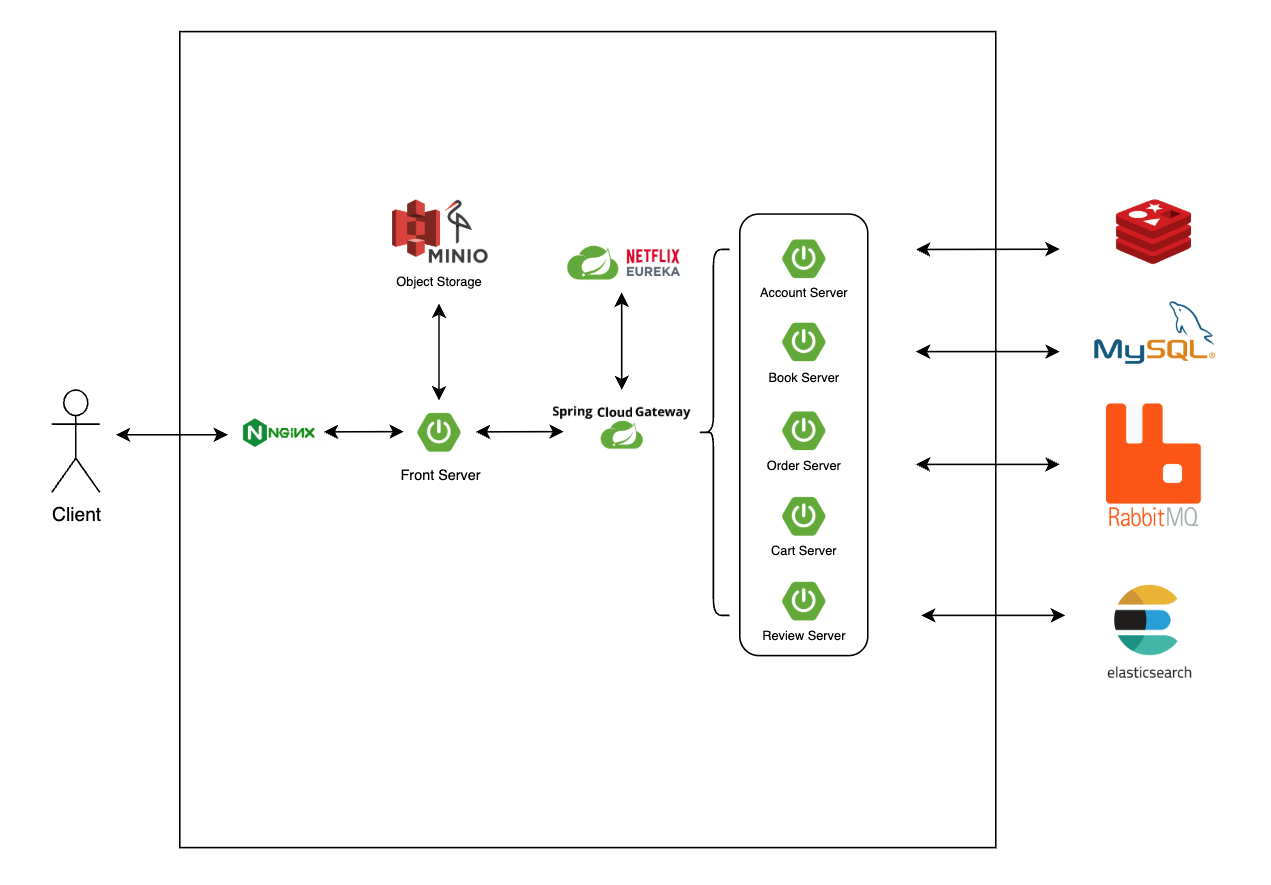 MINIO
Object Storage
NETFLIX
EUREKA
Account Server
MySQL
Book Server
Client
NGINX
Front Server
Spring Cloud Gateway
Order Server
RabbitMQ
Cart Server
Review Server
elasticsearch